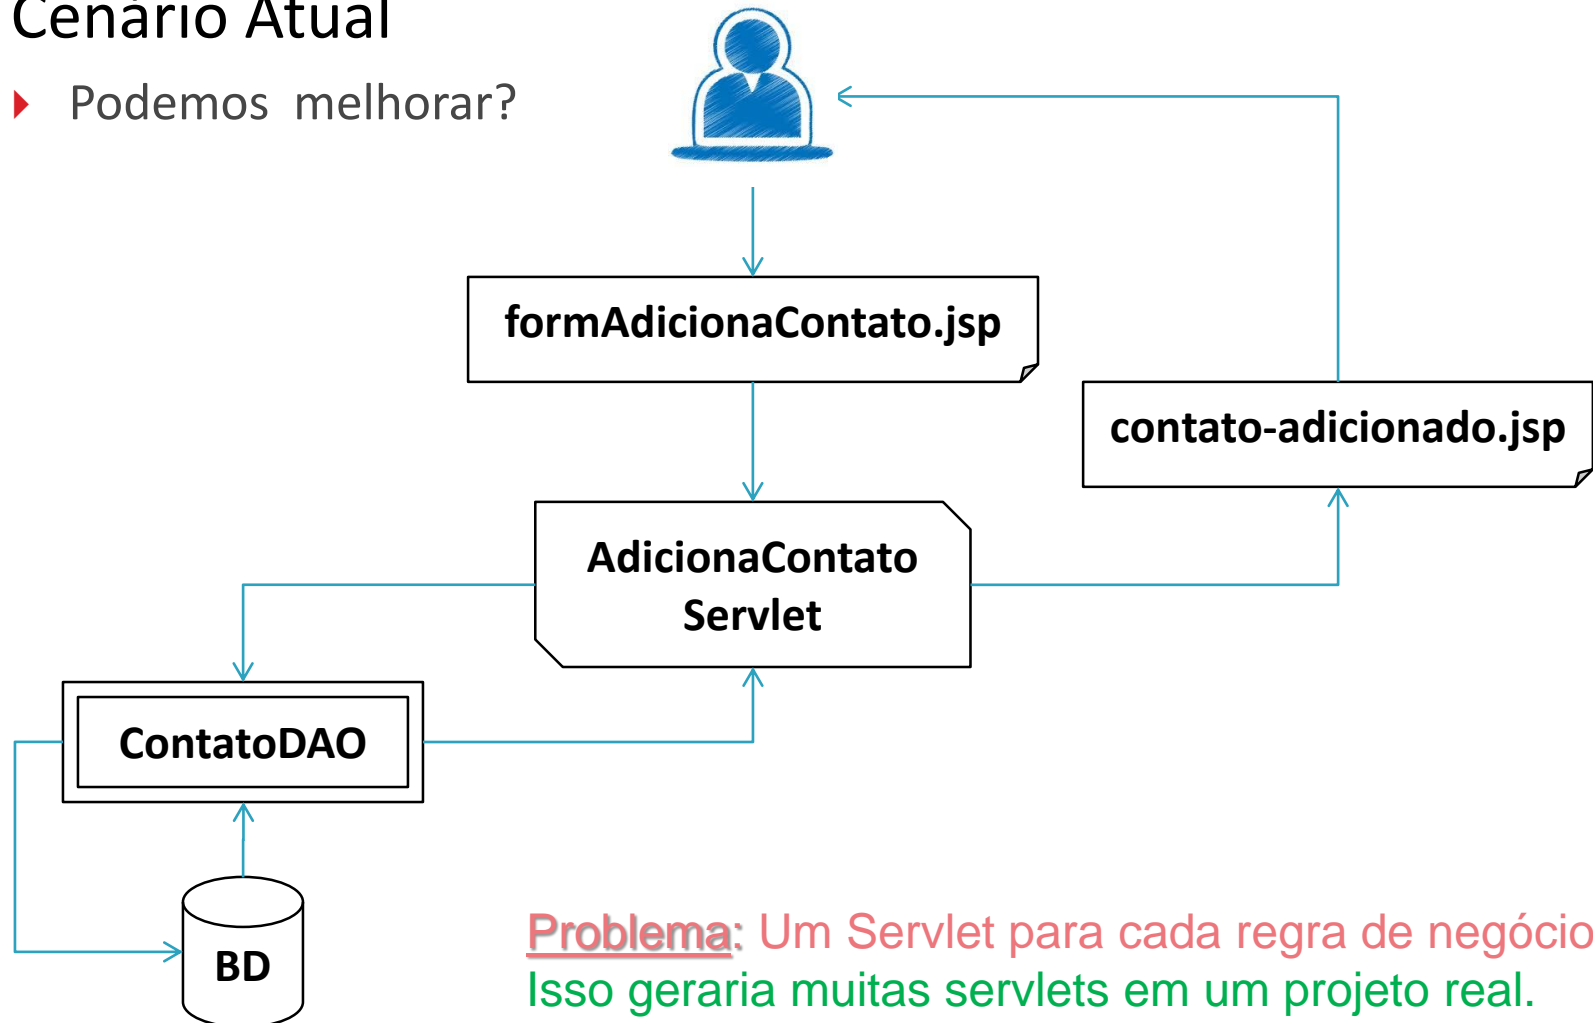 Cenário Atual
Podemos melhorar?
formAdicionaContato.jsp
contato-adicionado.jsp
AdicionaContato
Servlet
ContatoDAO
BD
Problema: Um Servlet para cada regra de negócio
Isso geraria muitas servlets em um projeto real.